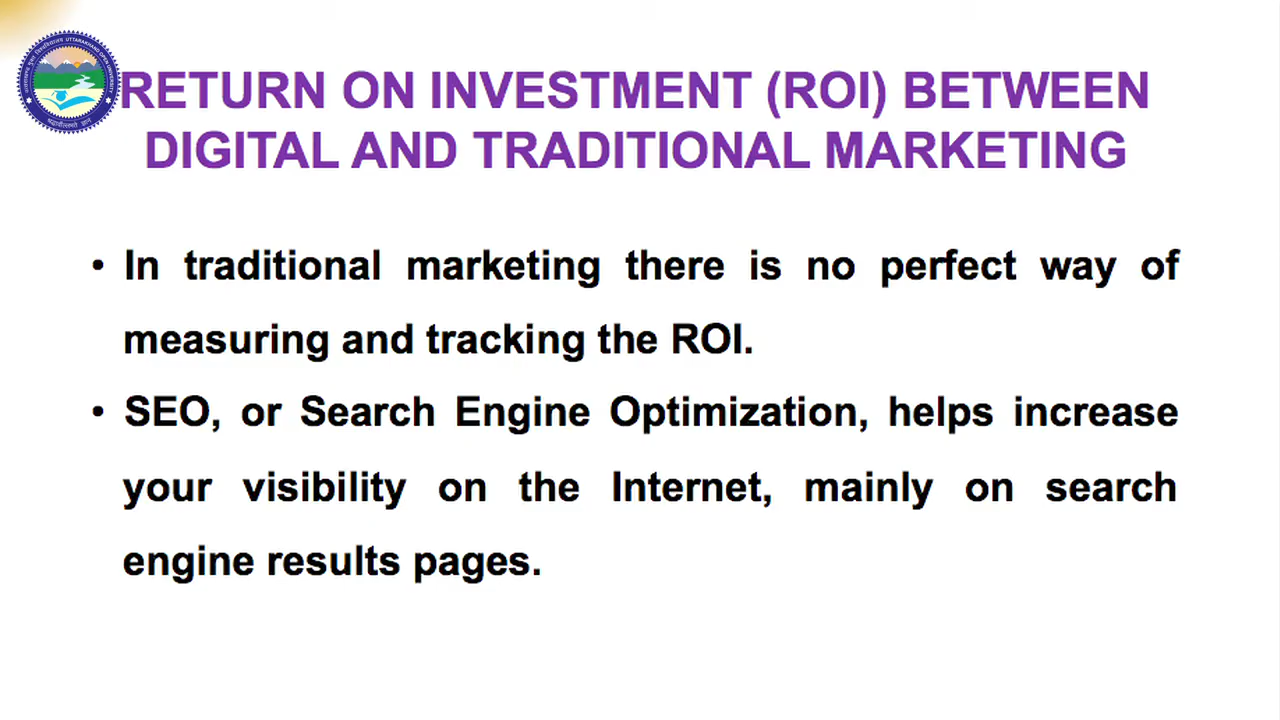 RETURN ON INVESTMENT (ROI) BETWEEN
DIGITAL AND TRADITIONAL MARKETING
• In traditional marketing there is no perfect way of
measuring and tracking the ROI.
• SEO, or Search Engine Optimization, helps increase
your visibility on the Internet, mainly on search
engine results pages.
UTTARAKHAND OPEN